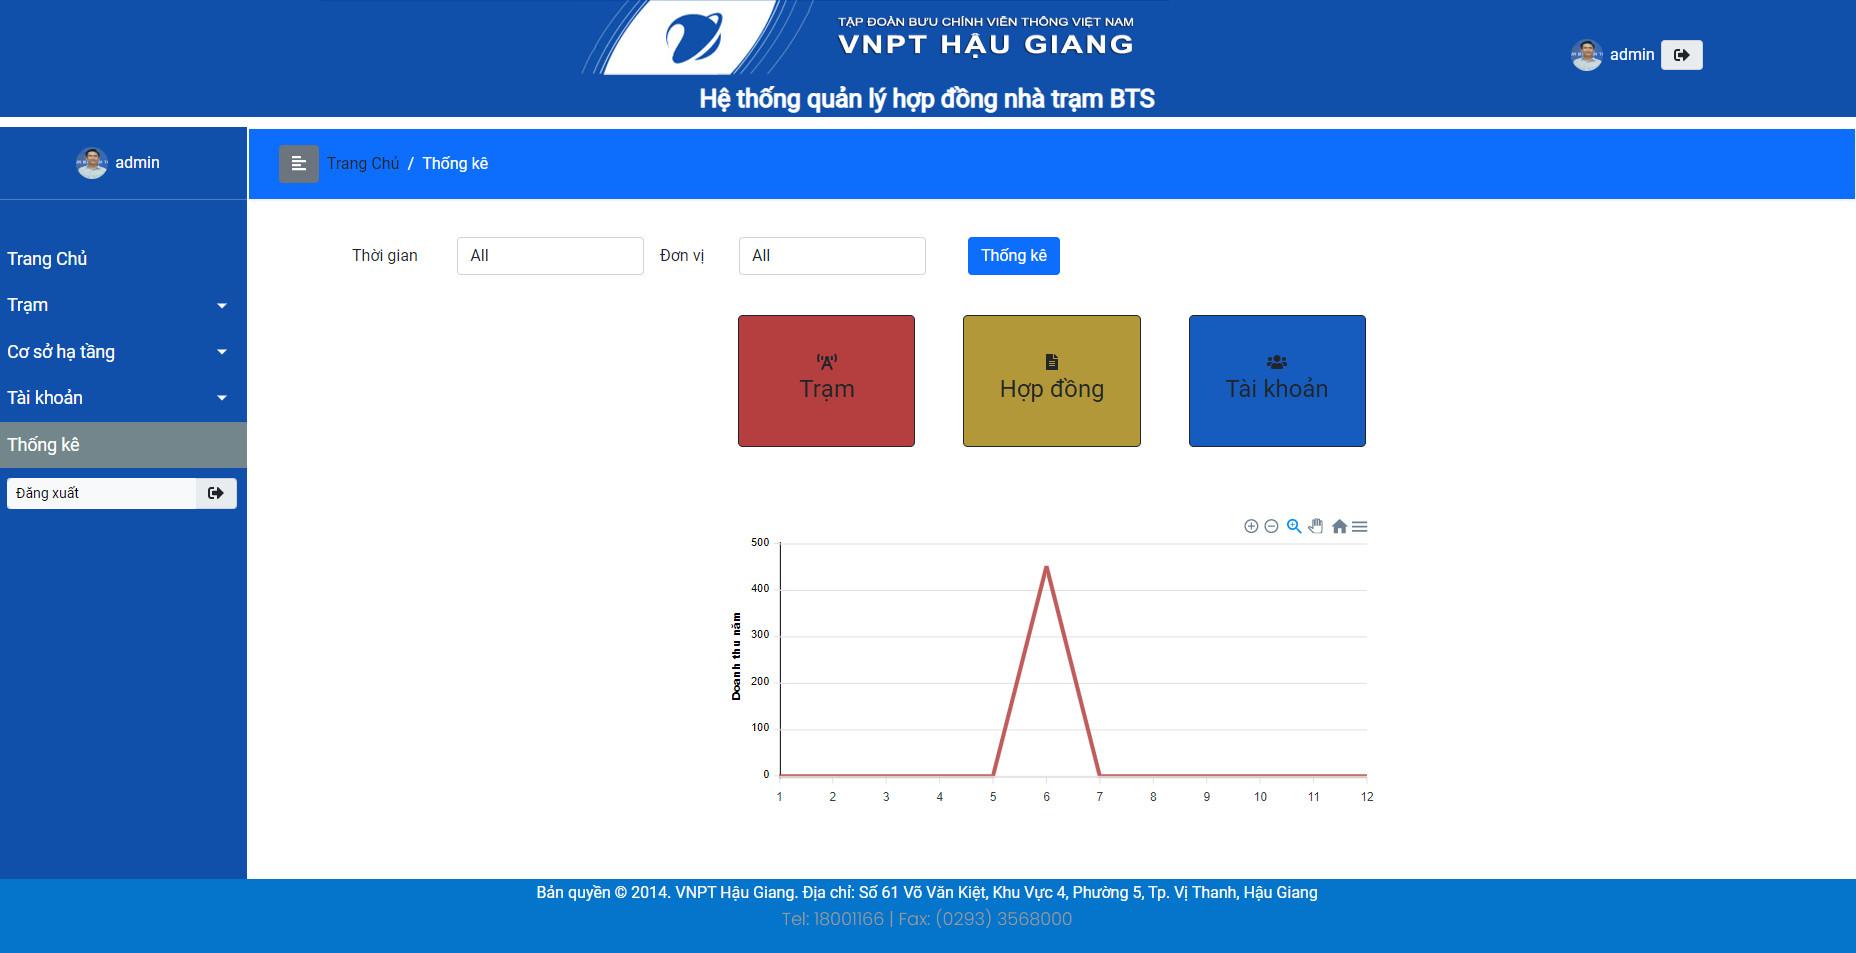 TẬP ĐOÀN BƯU CHÍNH VIỄN THÔNG VIỆT NAM
VNPT HẬU GIANG
Hệ thống quản lý hợp đồng nhà trạm BTS
admin
admin
Trang Chủ / Thống kê
Trang Chủ
Trạm
Cơ sở hạ tầng
Tài khoản
Thống kê
Đăng xuất
Thời gian All Đơn vị All Thống kê
Trạm
Hợp đồng
Tài khoản
Doanh thu năm
500
400
300
200
100
0
1 2 3 4 5 6 7 8 9 10 11 12
Bản quyền © 2014. VNPT Hậu Giang. Địa chỉ: Số 61 Võ Văn Kiệt, Khu Vực 4, Phường 5, Tp. Vị Thanh, Hậu Giang
Tel: 18001166 | Fax: (0293) 3568000